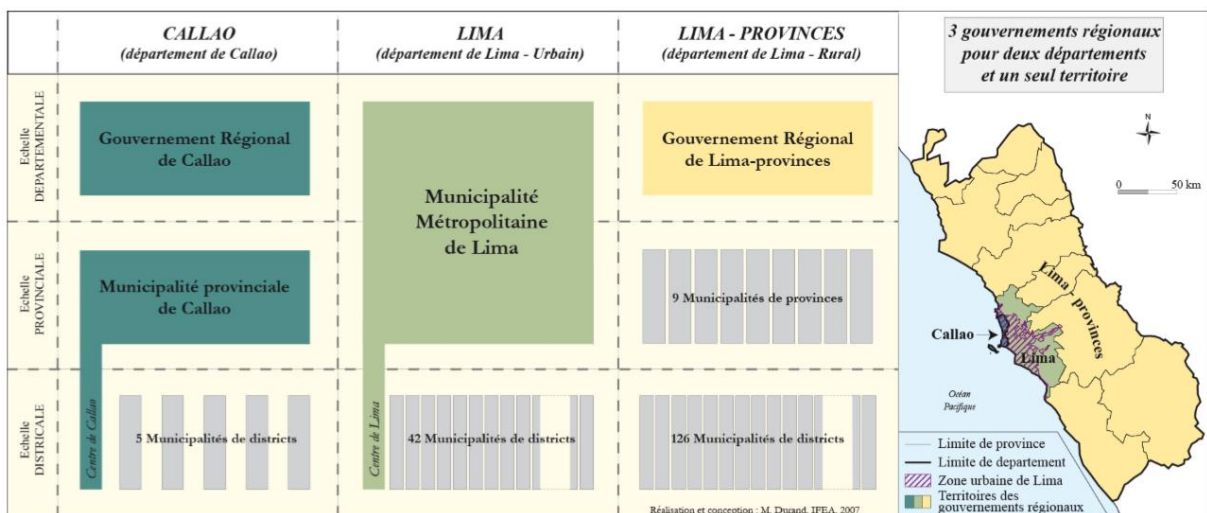 CALLAO
(département de Callao)
LIMA
(département de Lima - Urbain)
LIMA - PROVINCES
(département de Lima - Rural)
Echelle
DEPARTEMENTALE
Gouvernement Régional
de Callao
Municipalité
Métropolitaine
de Lima
Gouvernement Régional
de Lima-provinces
Echelle
PROVINCIALE
Municipalité provinciale
de Callao
9 Municipalités de provinces
Echelle
DISTRICALE
Centre de Callao
5 Municipalités de districts
Centre de Lima
42 Municipalités de districts
126 Municipalités de districts
Réalisation et conception : M. Durand, IFEA, 2007
3 gouvernements régionaux
pour deux départements
et un seul territoire
N
0 50 km
Lima - provinces
Callao
Lima
Océan
Pacifique
Limite de province
Limite de departement
Zone urbaine de Lima
Territoires des
gouvernements régionaux